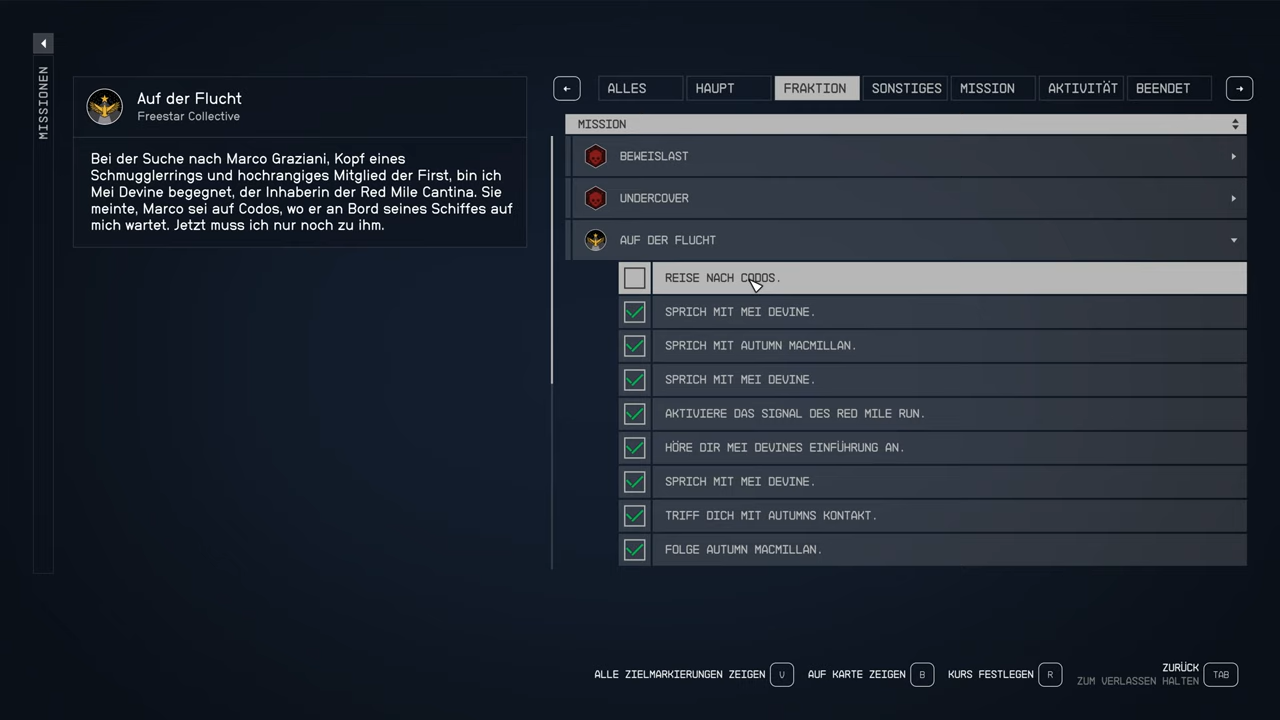 MISSIONEN
Auf der Flucht
Freestar Collective
Bei der Suche nach Marco Graziani, Kopf eines
Schmugglerrings und hochrangiges Mitglied der First, bin ich
Mei Devine begegnet, der Inhaberin der Red Mile Cantina. Sie
meinte, Marco sei auf Codos, wo er an Bord seines Schiffes auf
mich wartet. Jetzt muss ich nur noch zu ihm.
ALLES HAUPT FRAKTION SONSTIGES MISSION AKTIVITÄT BEENDET
MISSION
BEWEISLAST
UNDERCOVER
AUF DER FLUCHT
REISE NACH CODOS.
SPRICH MIT MEI DEVINE.
SPRICH MIT AUTUMN MACMILLAN.
SPRICH MIT MEI DEVINE.
AKTIVIERE DAS SIGNAL DES RED MILE RUN.
HÖRE DIR MEI DEVINES EINFÜHRUNG AN.
SPRICH MIT MEI DEVINE.
TRIFF DICH MIT AUTUMNS KONTAKT.
FOLGE AUTUMN MACMILLAN.
ALLE ZIELMARKIERUNGEN ZEIGEN V AUF KARTE ZEIGEN B KURS FESTLEGEN R ZURÜCK TAB
ZUM VERLASSEN HALTEN